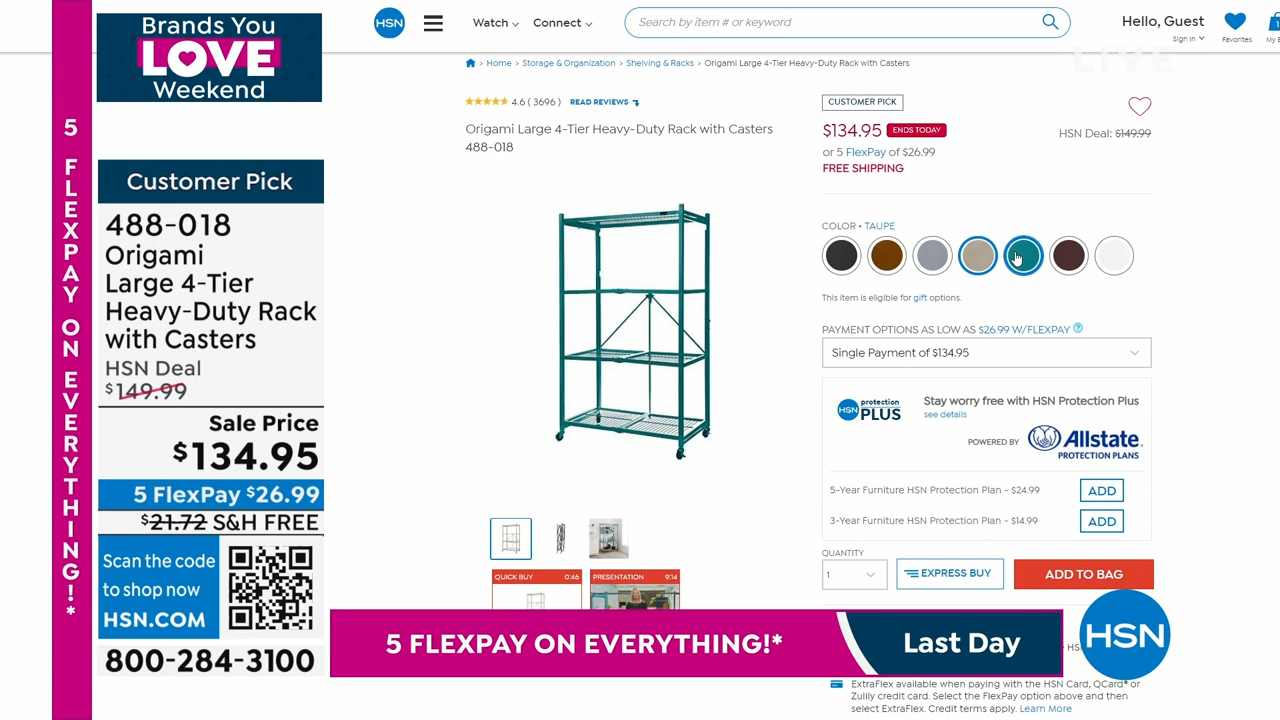 Brands You
LOVE
Weekend
5 FLEXPAY ON EVERYTHING!*
Customer Pick
488-018
Origami
Large 4-Tier
Heavy-Duty Rack
with Casters
HSN Deal
$149.99
Sale Price
$134.95
5 FlexPay $26.99
$21.72 S&H FREE
Scan the code
to shop now
HSN.COM
800-284-3100
HSN
Watch
Connect
Search by item # or keyword
Hello, Guest
Sign In
Favorites
1
LIVE
> Home > Storage & Organization > Shelving & Racks > Origami Large 4-Tier Heavy-Duty Rack with Casters
4.6 ( 3696 ) READ REVIEWS
Origami Large 4-Tier Heavy-Duty Rack with Casters
488-018
CUSTOMER PICK
$134.95 ENDS TODAY
HSN Deal: $149.99
or 5 FlexPay of $26.99
FREE SHIPPING
COLOR • TAUPE
This item is eligible for gift options.
PAYMENT OPTIONS AS LOW AS $26.99 W/FLEXPAY ?
Single Payment of $134.95
HSN protection PLUS
Stay worry free with HSN Protection Plus
see details
POWERED BY Allstate.
PROTECTION PLANS
5-Year Furniture HSN Protection Plan - $24.99 ADD
3-Year Furniture HSN Protection Plan - $14.99 ADD
QUANTITY
1
EXPRESS BUY
ADD TO BAG
QUICK BUY 0:46
PRESENTATION 9:14
5 FLEXPAY ON EVERYTHING!*
Last Day
HSN
ExtraFlex available when paying with the HSN Card, QCard® or
Zulily credit card. Select the FlexPay option above and then
select ExtraFlex. Credit terms apply. Learn More